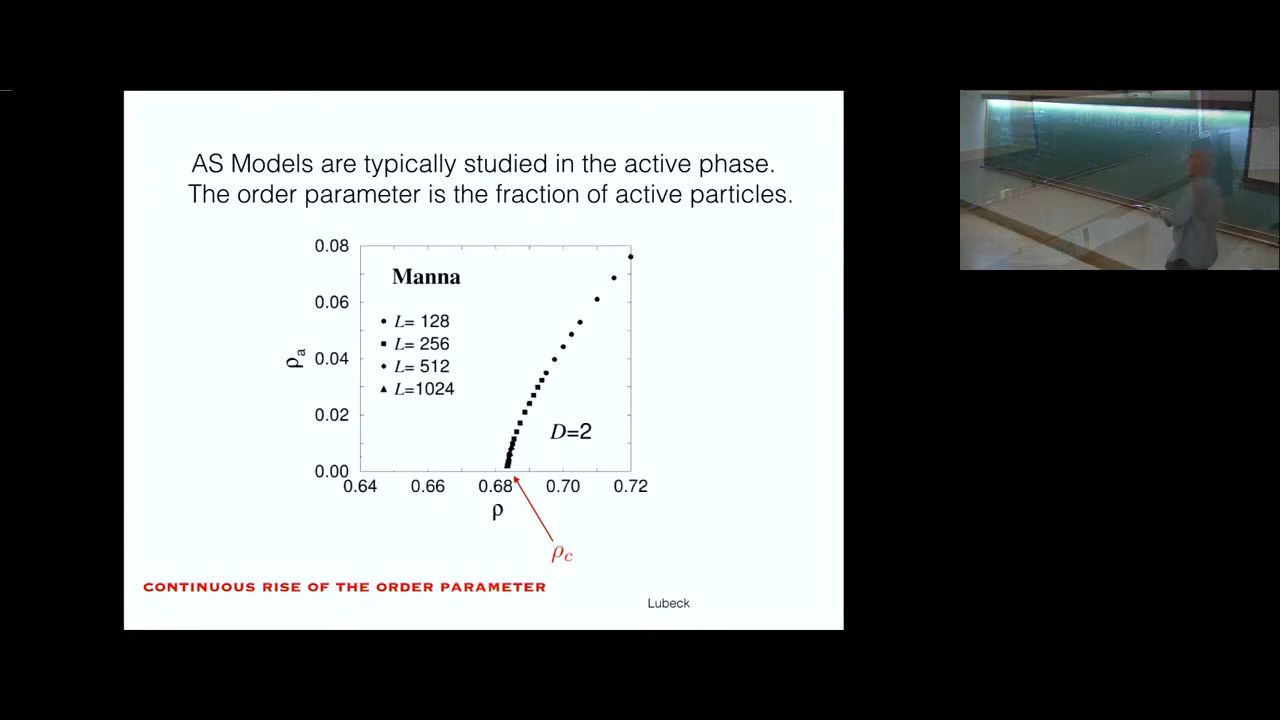 AS Models are typically studied in the active phase.
The order parameter is the fraction of active particles.
0.08
0.06
0.04
0.02
0.00
ρa
Manna
L= 128
L= 256
L= 512
L=1024
D=2
0.64 0.66 0.68 0.70 0.72
ρ
ρc
CONTINUOUS RISE OF THE ORDER PARAMETER
Lubeck